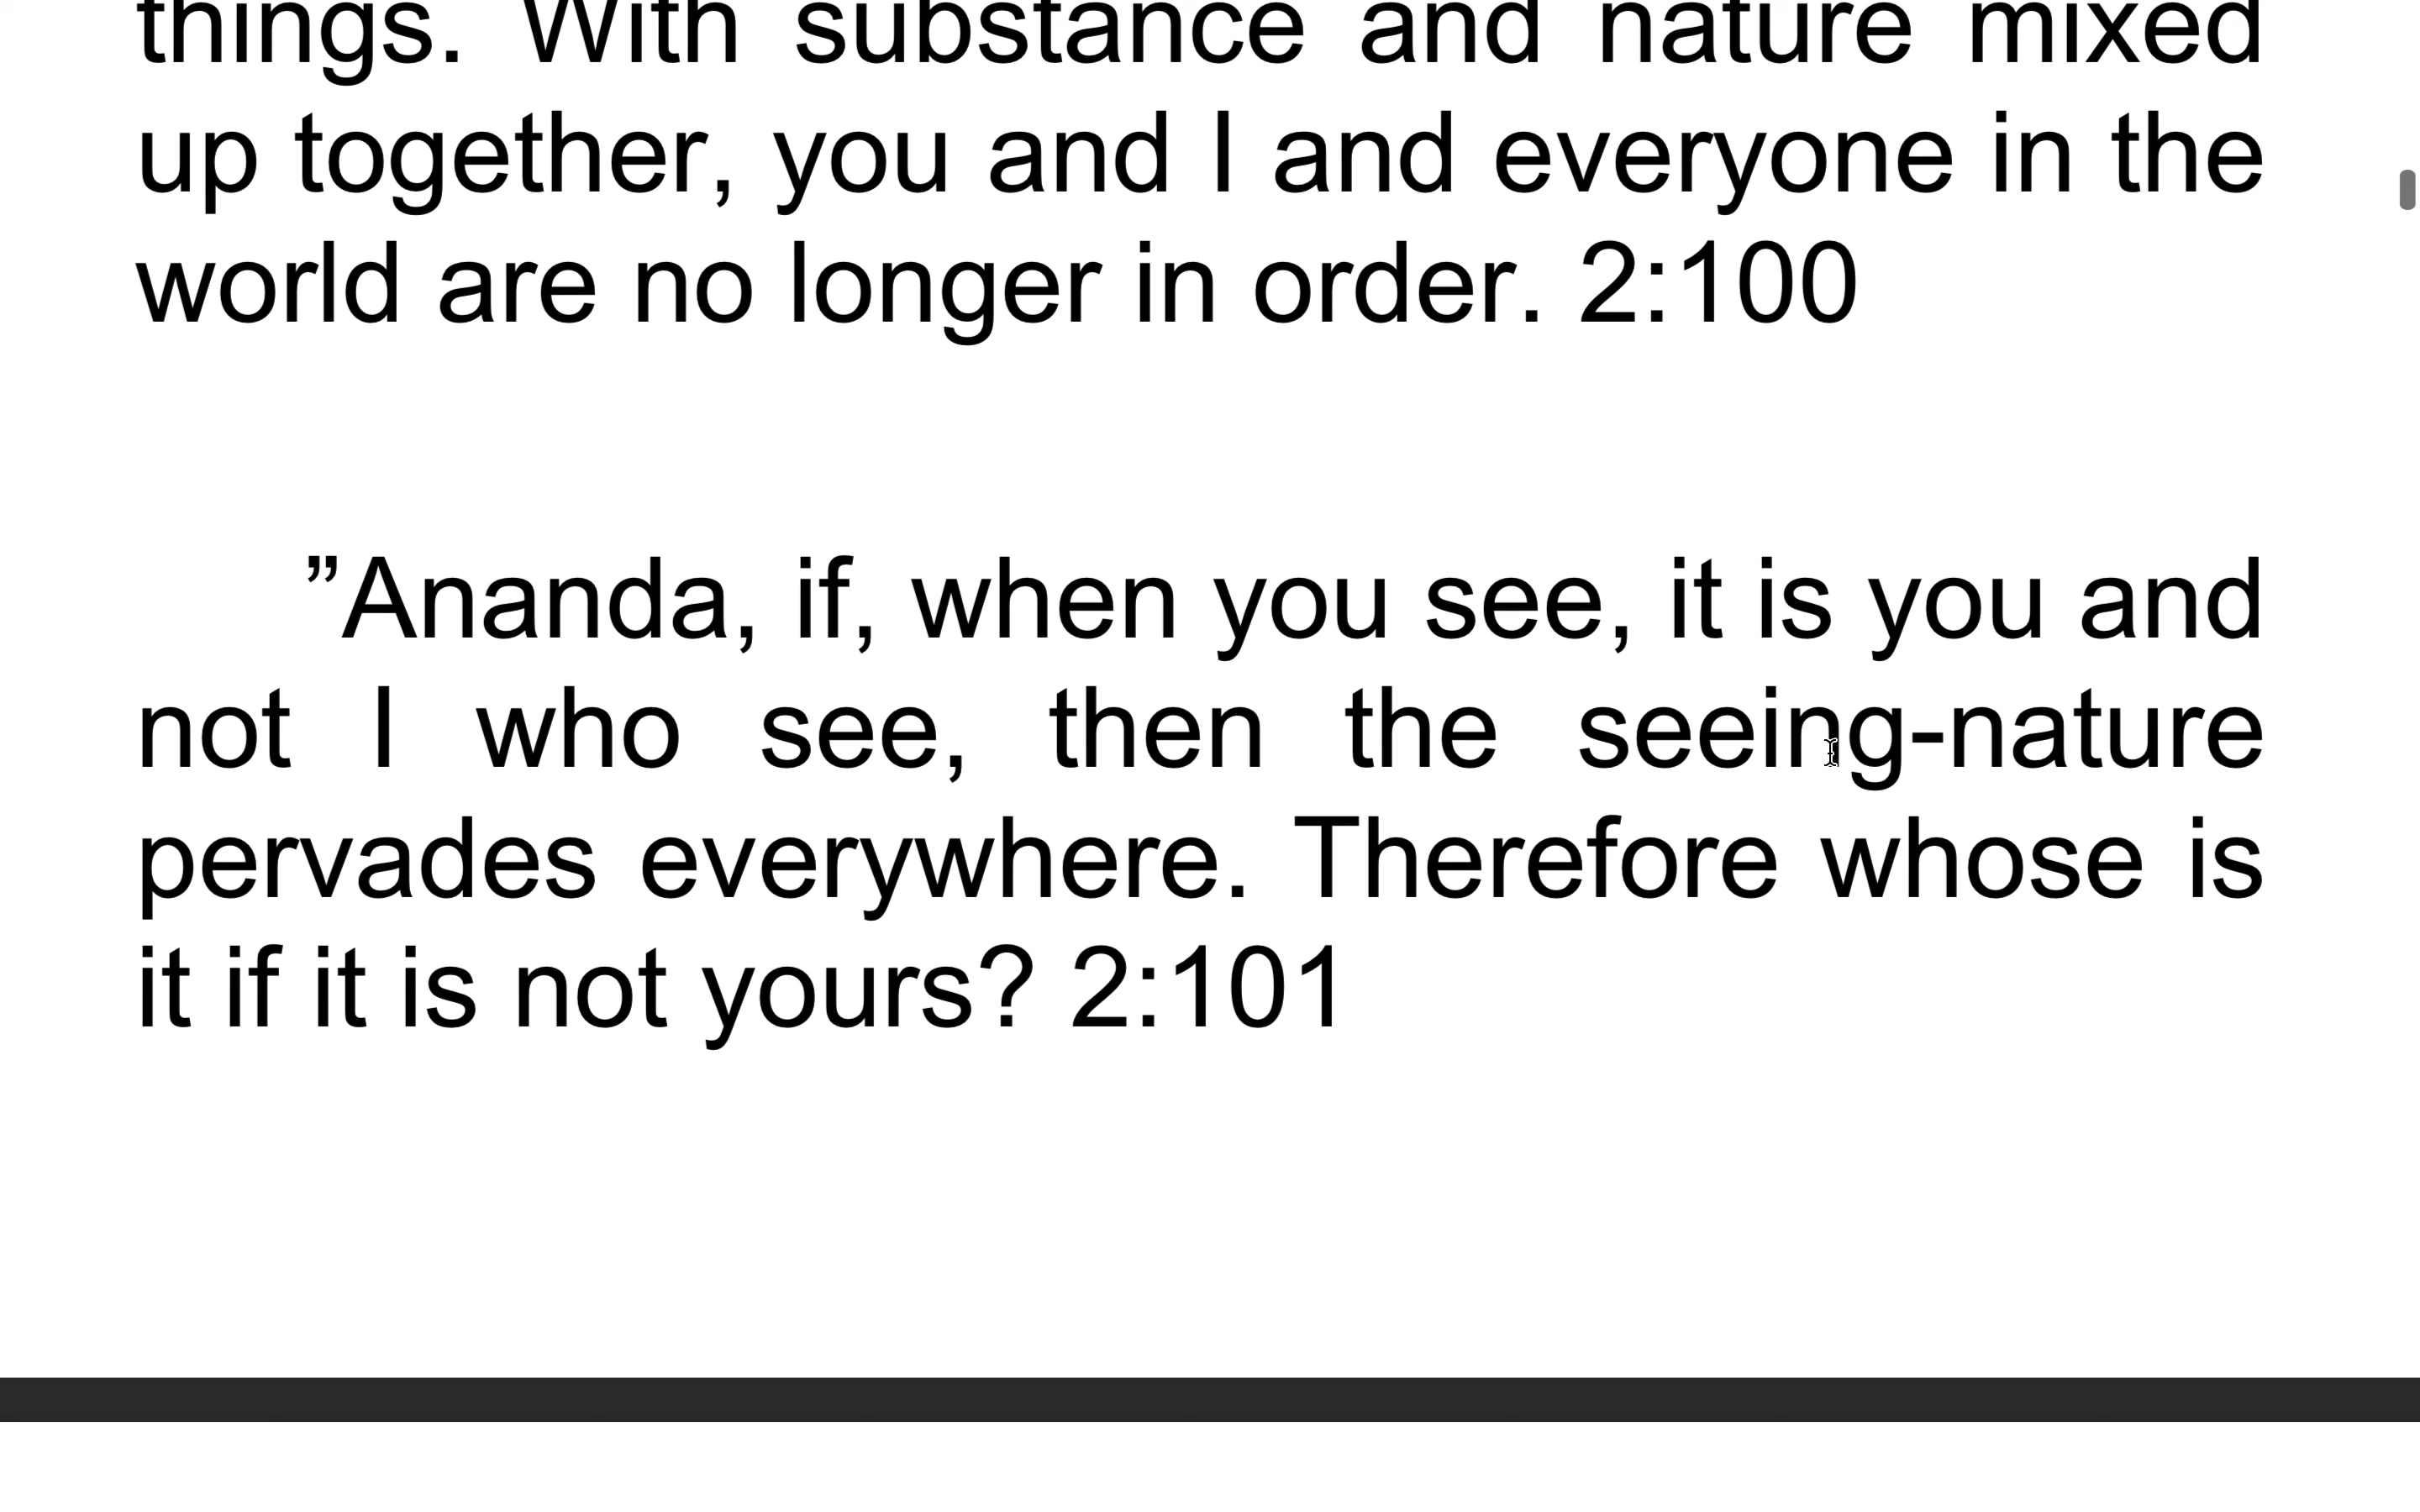 things. With substance and nature mixed
up together, you and I and everyone in the
world are no longer in order. 2:100
”Ananda, if, when you see, it is you and
not I who see, then the seeing-nature
pervades everywhere. Therefore whose is
it if it is not yours? 2:101